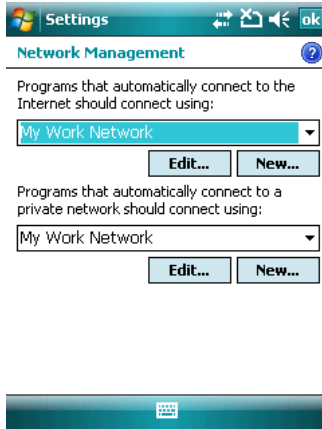 Settings
ok
Network Management
?
Programs that automatically connect to the
Internet should connect using:
My Work Network
Edit... New...
Programs that automatically connect to a
private network should connect using:
My Work Network
Edit... New...